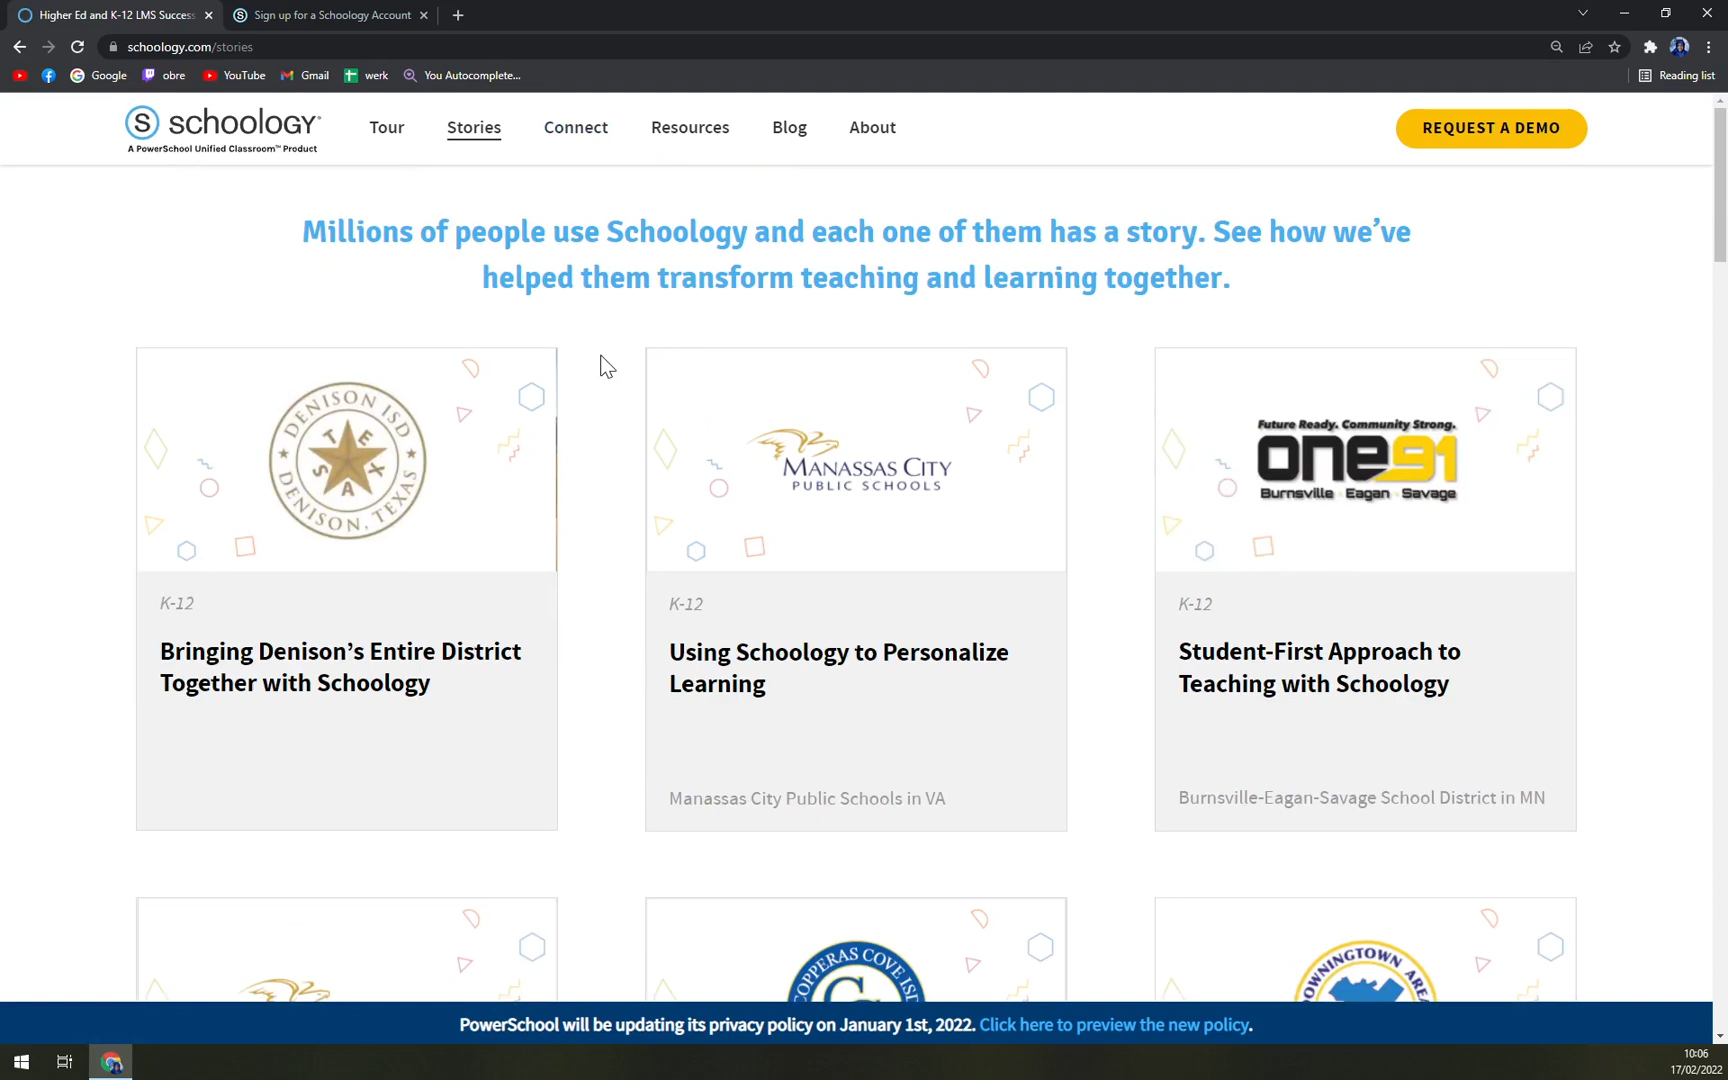 Higher Ed and K-12 LMS Success
Sign up for a Schoology Account
schoology.com/stories
Google
obre
YouTube
Gmail
werk
You Autocomplete...
Reading list
S schoology
A PowerSchool Unified Classroom™ Product
Tour
Stories
Connect
Resources
Blog
About
REQUEST A DEMO
Millions of people use Schoology and each one of them has a story. See how we’ve
helped them transform teaching and learning together.
DENISON ISD
TEXAS
DENISON, TEXAS
K-12
Bringing Denison’s Entire District
Together with Schoology
MANASSAS CITY
PUBLIC SCHOOLS
K-12
Using Schoology to Personalize
Learning
Manassas City Public Schools in VA
Future Ready. Community Strong.
one91
Burnsville Eagan Savage
K-12
Student-First Approach to
Teaching with Schoology
Burnsville-Eagan-Savage School District in MN
COPPERAS COVE ISD
DOWNINGTOWN AREA
PowerSchool will be updating its privacy policy on January 1st, 2022. Click here to preview the new policy.
10:06
17/02/2022